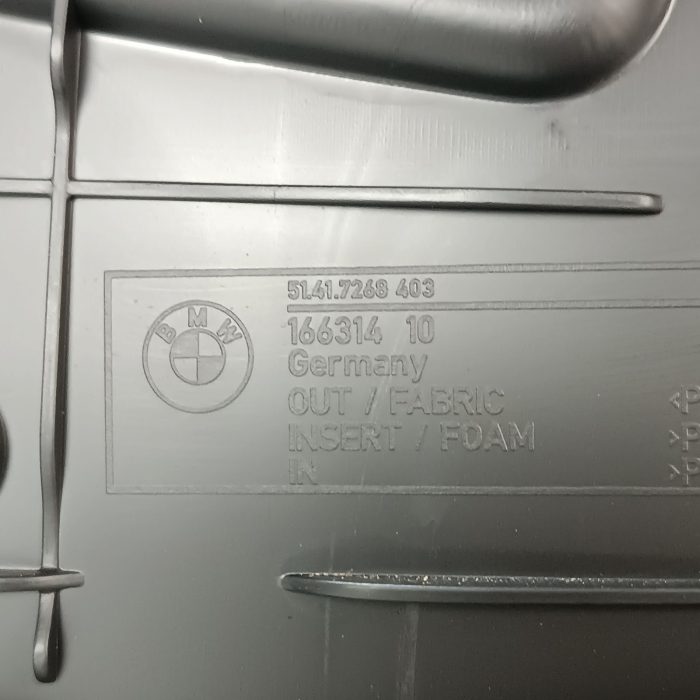 51.41.7268 403
BMW
166314 10
Germany
OUT / FABRIC
INSERT / FOAM
IN
>P
>P
>P